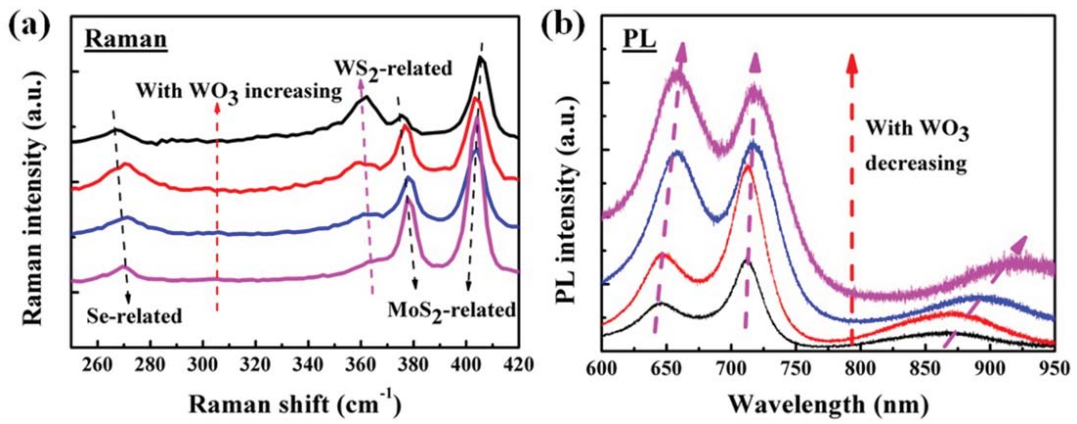 (a)
Raman
With WO3 increasing
WS2-related
Se-related
MoS2-related
Raman intensity (a.u.)
260 280 300 320 340 360 380 400 420
Raman shift (cm-1)
(b)
PL
With WO3
decreasing
PL intensity (a.u.)
600 650 700 750 800 850 900 950
Wavelength (nm)